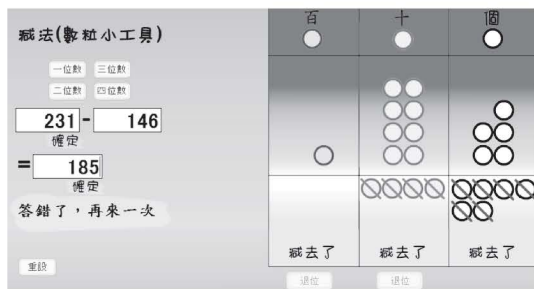 減法(數粒小工具)
一位數 三位數
二位數 四位數
231 - 146
確定
= 185
確定
答錯了，再來一次
重設
百 十 個
減去了 減去了 減去了
退位 退位